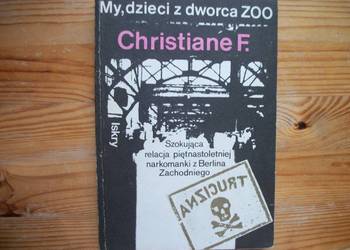 My, dzieci z dworca ZOO
Christiane F.
Iskry
Szokująca
relacja piętnastoletniej
narkomanki z Berlina
Zachodniego
TRUCIZNA